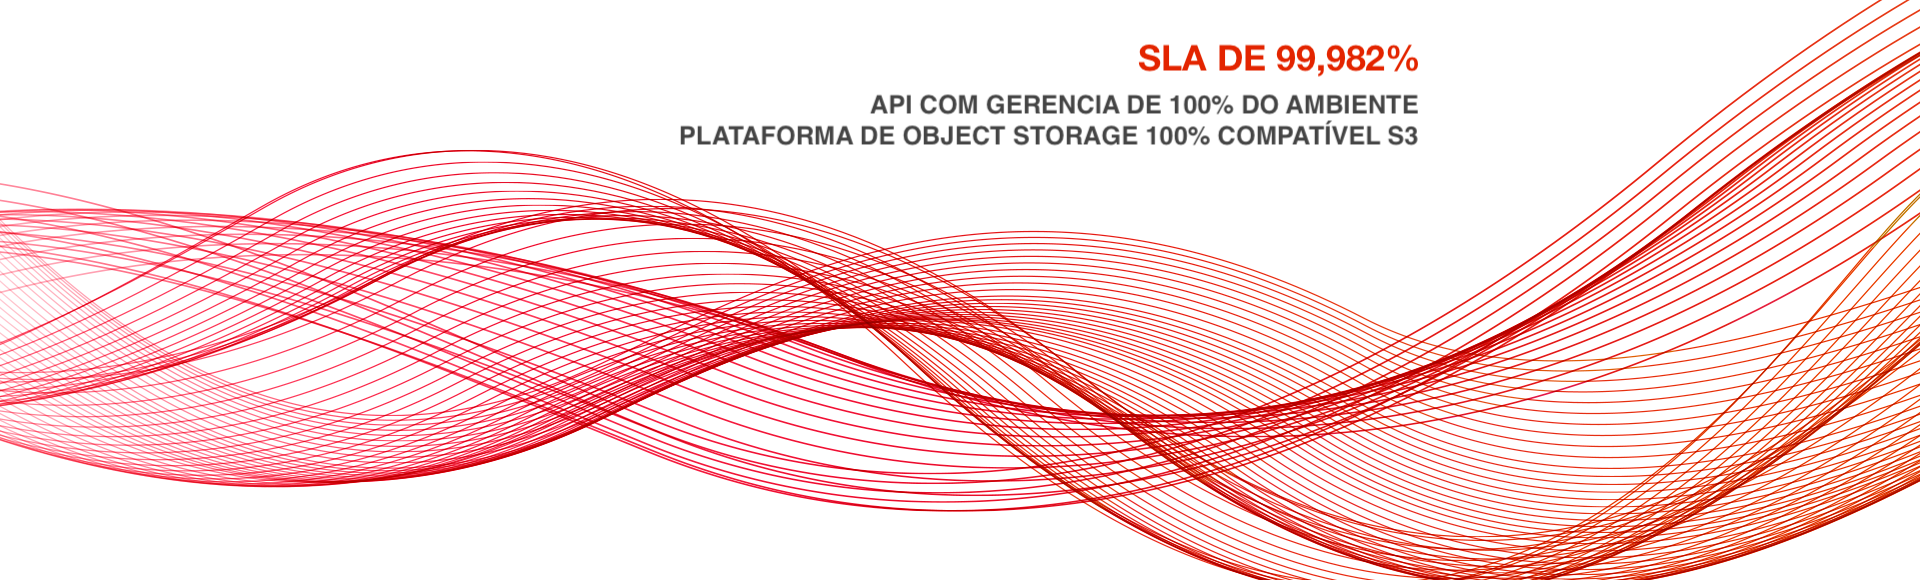 SLA DE 99,982%
API COM GERENCIA DE 100% DO AMBIENTE
PLATAFORMA DE OBJECT STORAGE 100% COMPATÍVEL S3